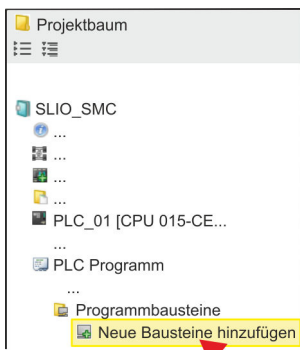 Projektbaum
SLIO_SMC
...
...
...
...
PLC_01 [CPU 015-CE...
...
PLC Programm
...
Programmbausteine
Neue Bausteine hinzufügen